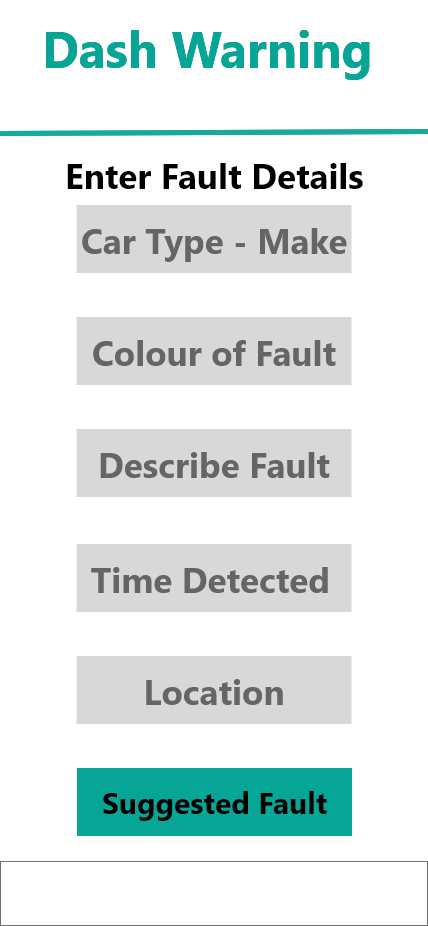 Dash Warning
Enter Fault Details
Car Type - Make
Colour of Fault
Describe Fault
Time Detected
Location
Suggested Fault